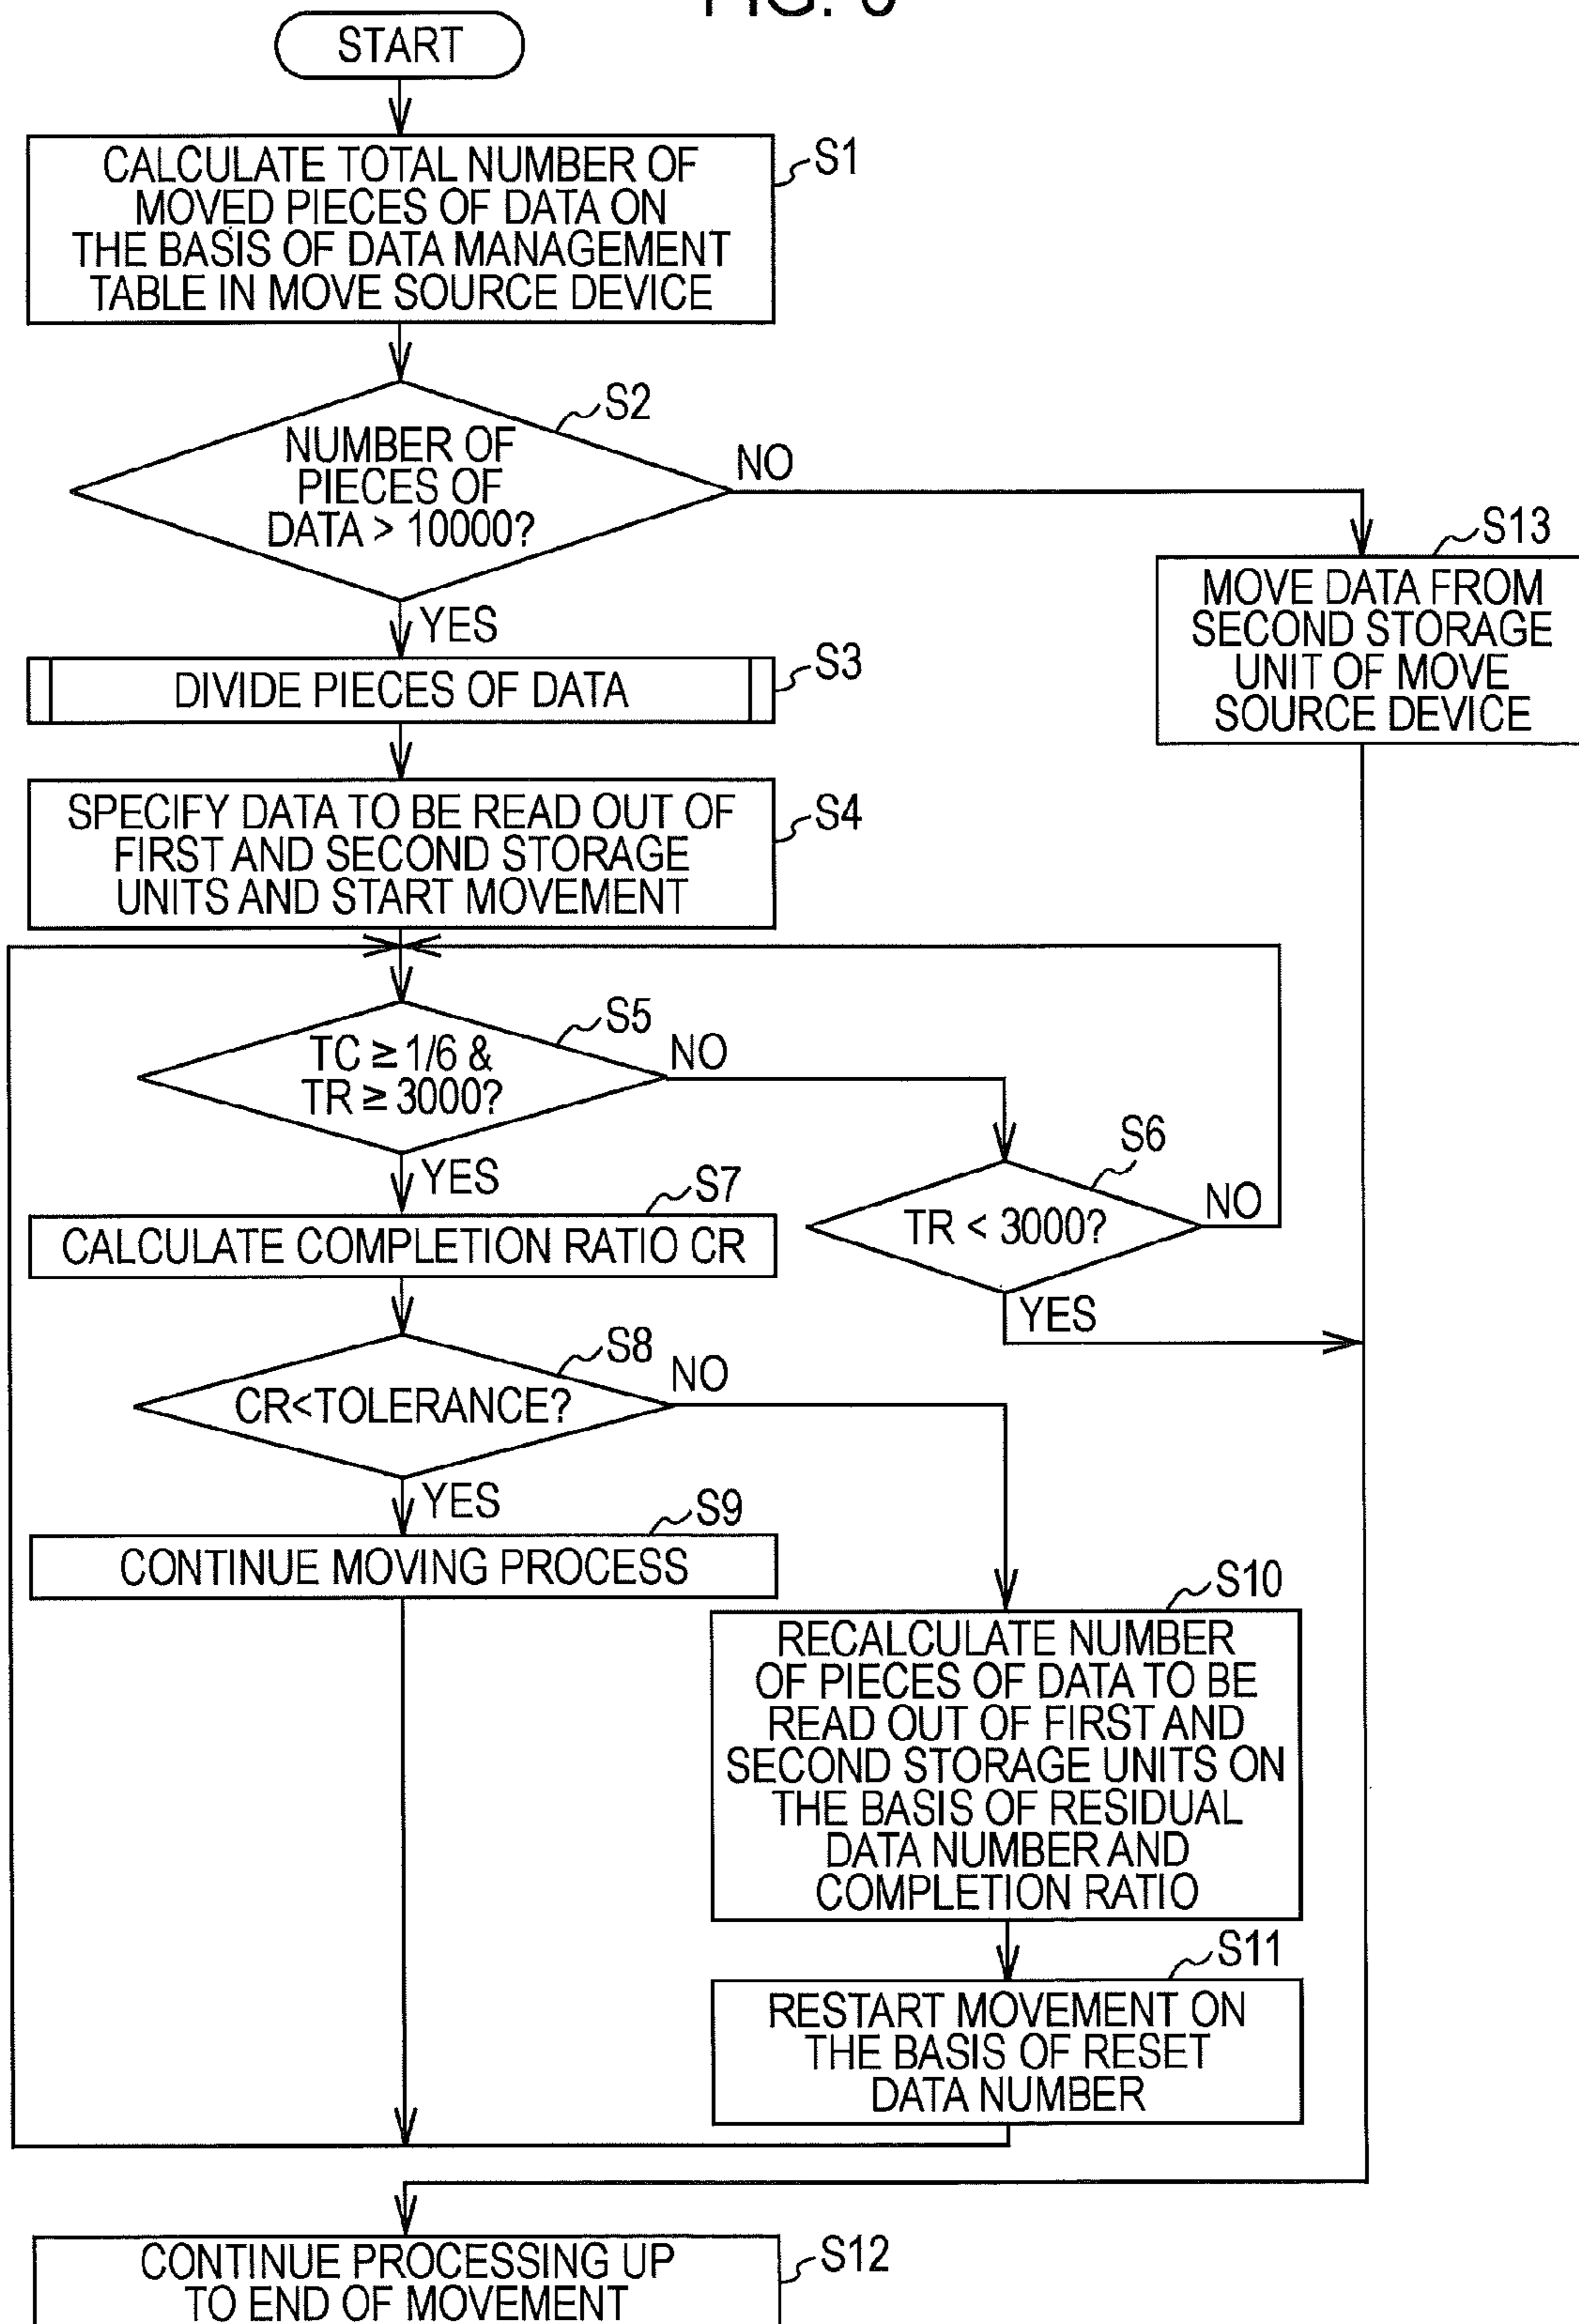 START
CALCULATE TOTAL NUMBER OF
MOVED PIECES OF DATA ON
THE BASIS OF DATA MANAGEMENT
TABLE IN MOVE SOURCE DEVICE
S1
NUMBER OF
PIECES OF
DATA > 10000?
S2
NO
YES
S13
MOVE DATA FROM
SECOND STORAGE
UNIT OF MOVE
SOURCE DEVICE
DIVIDE PIECES OF DATA
S3
SPECIFY DATA TO BE READ OUT OF
FIRST AND SECOND STORAGE
UNITS AND START MOVEMENT
S4
TC ≥ 1/6 &
TR ≥ 3000?
S5
NO
YES
S6
TR < 3000?
NO
YES
S7
CALCULATE COMPLETION RATIO CR
S8
CR<TOLERANCE?
NO
YES
S9
CONTINUE MOVING PROCESS
S10
RECALCULATE NUMBER
OF PIECES OF DATA TO BE
READ OUT OF FIRST AND
SECOND STORAGE UNITS ON
THE BASIS OF RESIDUAL
DATA NUMBER AND
COMPLETION RATIO
S11
RESTART MOVEMENT ON
THE BASIS OF RESET
DATA NUMBER
CONTINUE PROCESSING UP
TO END OF MOVEMENT
S12